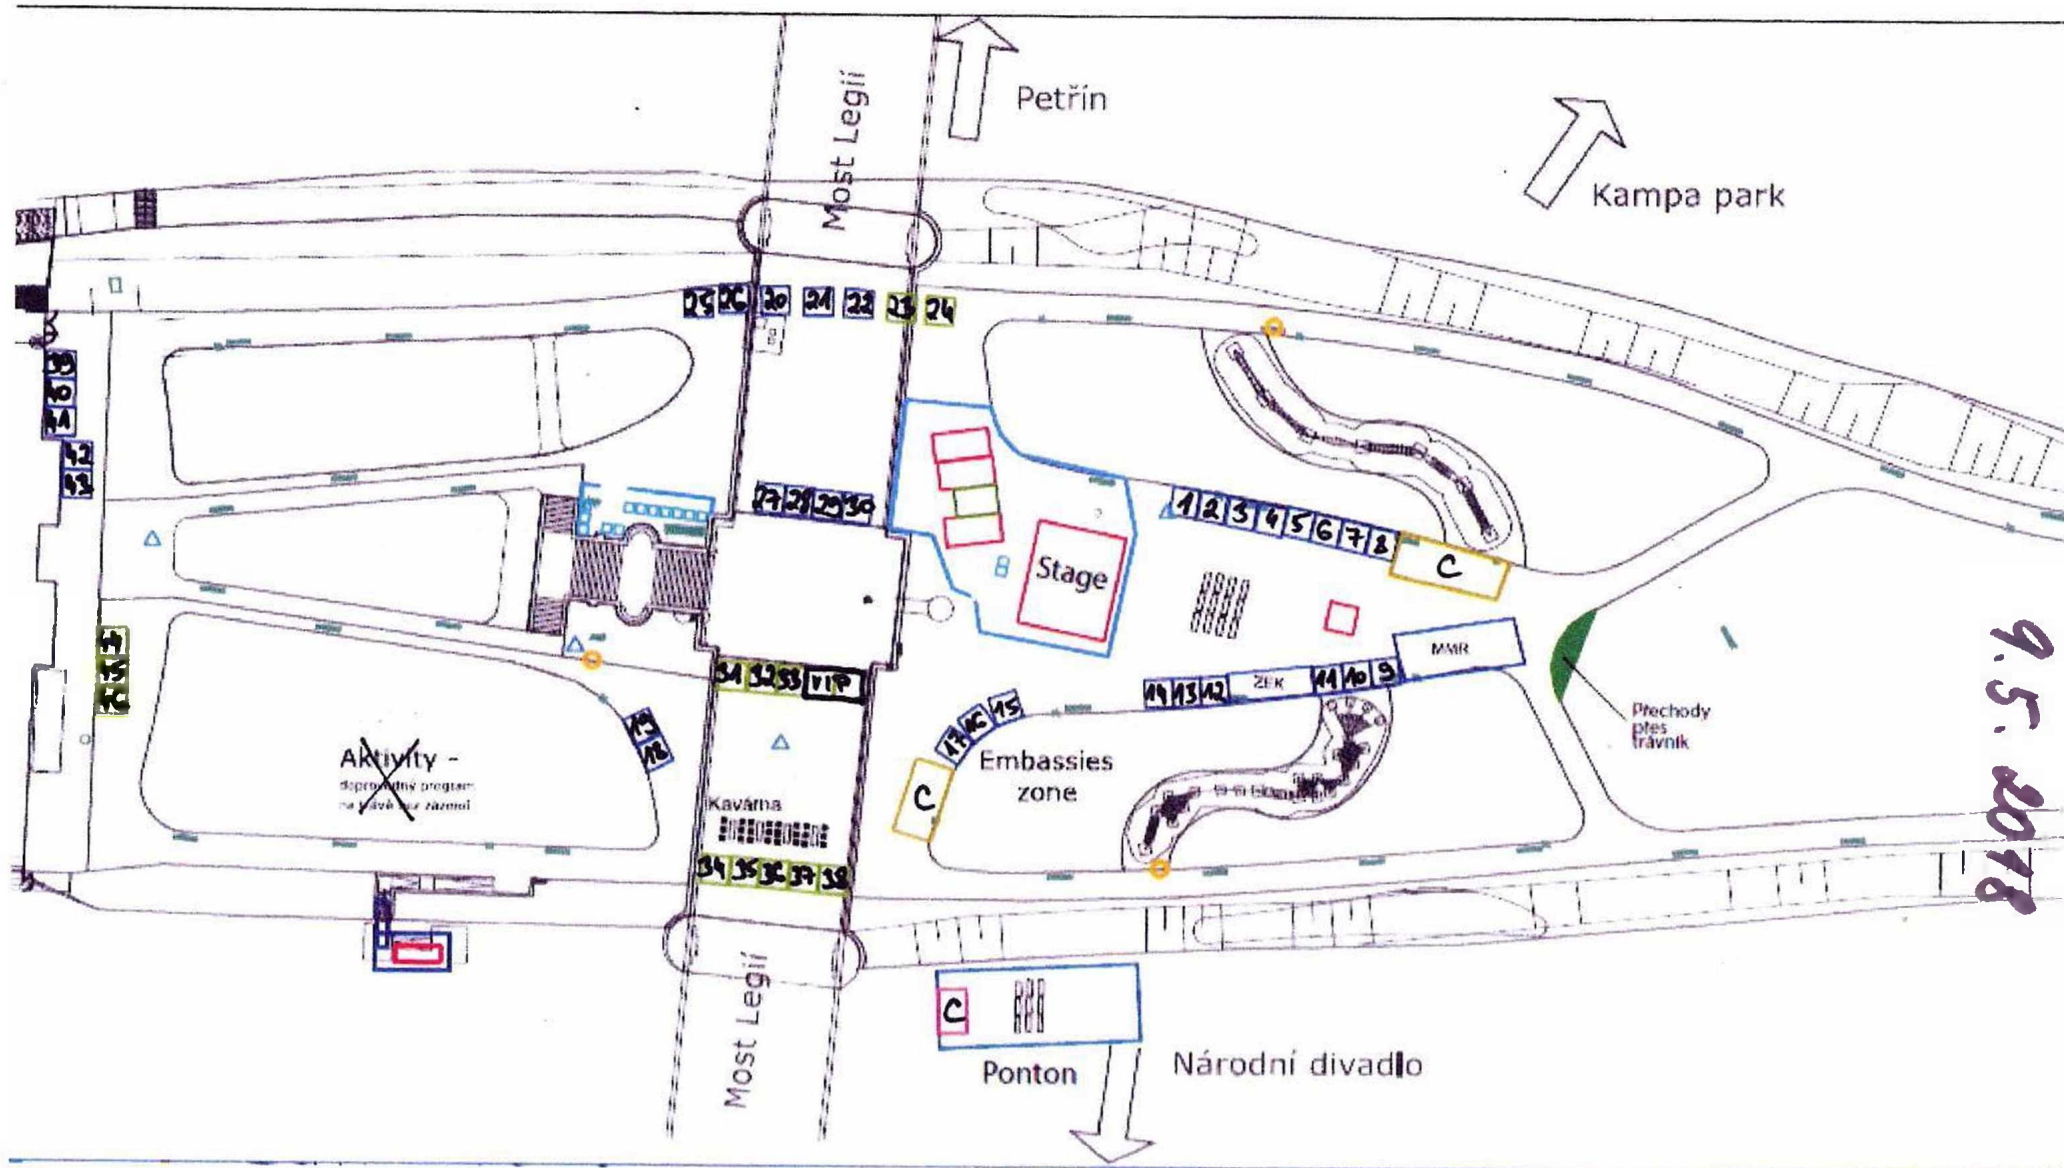 Petřín
Most Legií
Kampa park
25 26 20 21 22 23 24
39
40
41
42
43
27 28 29 30
1 2 3 4 5 6 7 8
C
Stage
MMR
44
45
46
31 32 33 VIP
14 13 12 ZEK 11 10 9
17 16 15
19
18
Přechody
přes
trávník
9.5. 2018
Aktivity -
doprovodný program
Embassies
zone
C
Kavárna
34 35 36 37 38
Most Legií
C
Ponton
Národní divadlo